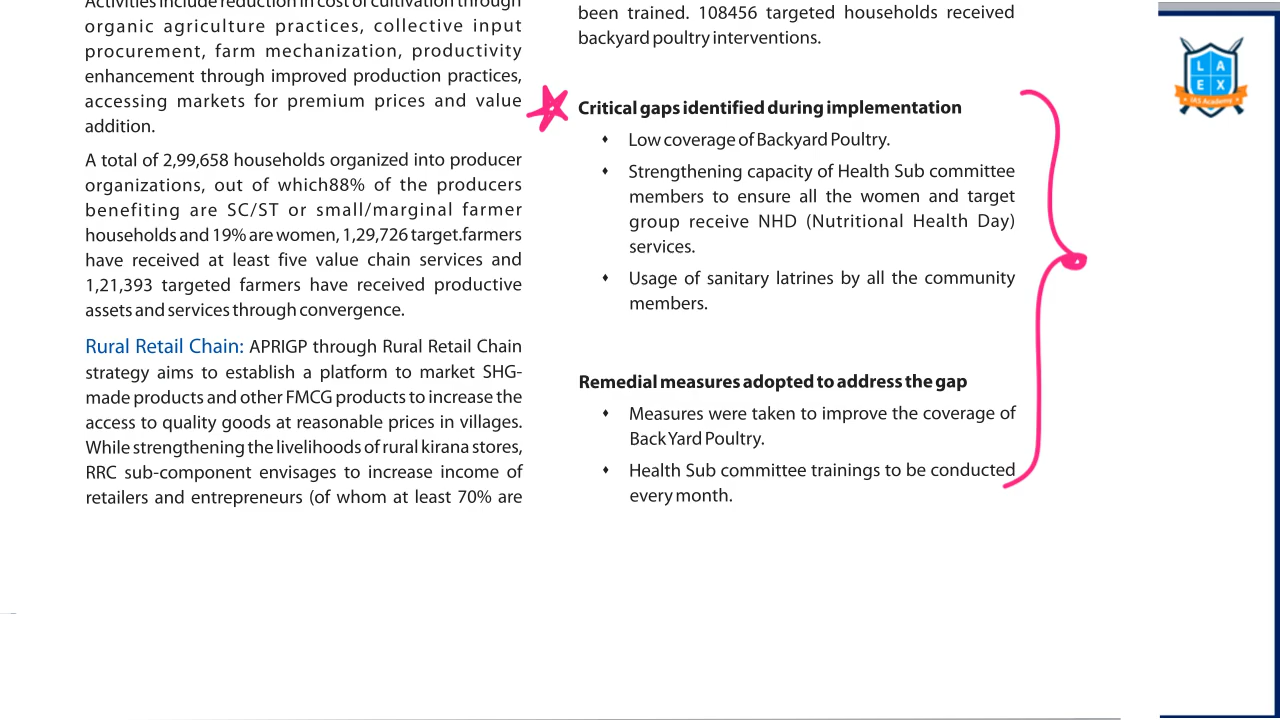 Activities include reduction in cost of cultivation through
organic agriculture practices, collective input
procurement, farm mechanization, productivity
enhancement through improved production practices,
accessing markets for premium prices and value
addition.
A total of 2,99,658 households organized into producer
organizations, out of which88% of the producers
benefiting are SC/ST or small/marginal farmer
households and 19% are women, 1,29,726 target.farmers
have received at least five value chain services and
1,21,393 targeted farmers have received productive
assets and services through convergence.
Rural Retail Chain: APRIGP through Rural Retail Chain
strategy aims to establish a platform to market SHG-
made products and other FMCG products to increase the
access to quality goods at reasonable prices in villages.
While strengthening the livelihoods of rural kirana stores,
RRC sub-component envisages to increase income of
retailers and entrepreneurs (of whom at least 70% are
been trained. 108456 targeted households received
backyard poultry interventions.
Critical gaps identified during implementation
♦ Low coverage of Backyard Poultry.
♦ Strengthening capacity of Health Sub committee
members to ensure all the women and target
group receive NHD (Nutritional Health Day)
services.
♦ Usage of sanitary latrines by all the community
members.
Remedial measures adopted to address the gap
♦ Measures were taken to improve the coverage of
Back Yard Poultry.
♦ Health Sub committee trainings to be conducted
every month.
L A
E X
IAS Academy